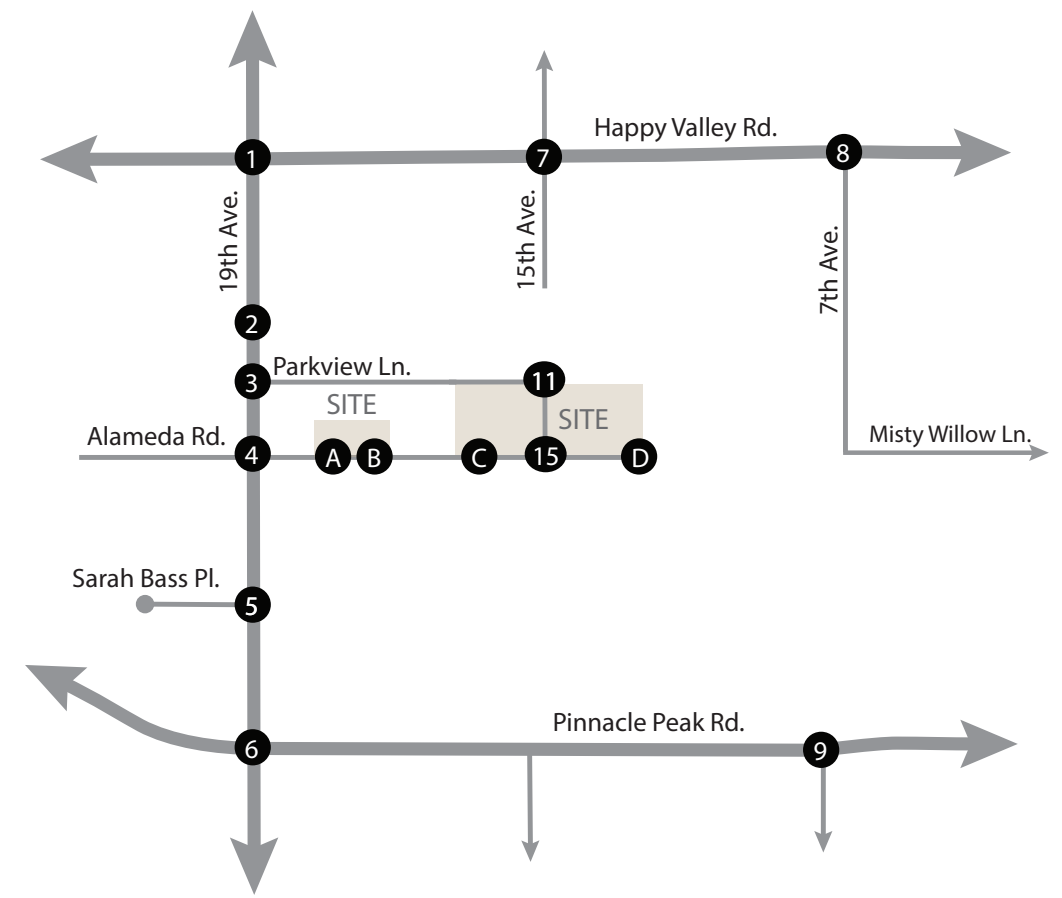 Happy Valley Rd.
1
7
8
19th Ave.
15th Ave.
7th Ave.
2
Parkview Ln.
3
11
SITE
SITE
Alameda Rd.
Misty Willow Ln.
4
A
B
C
15
D
Sarah Bass Pl.
5
Pinnacle Peak Rd.
6
9